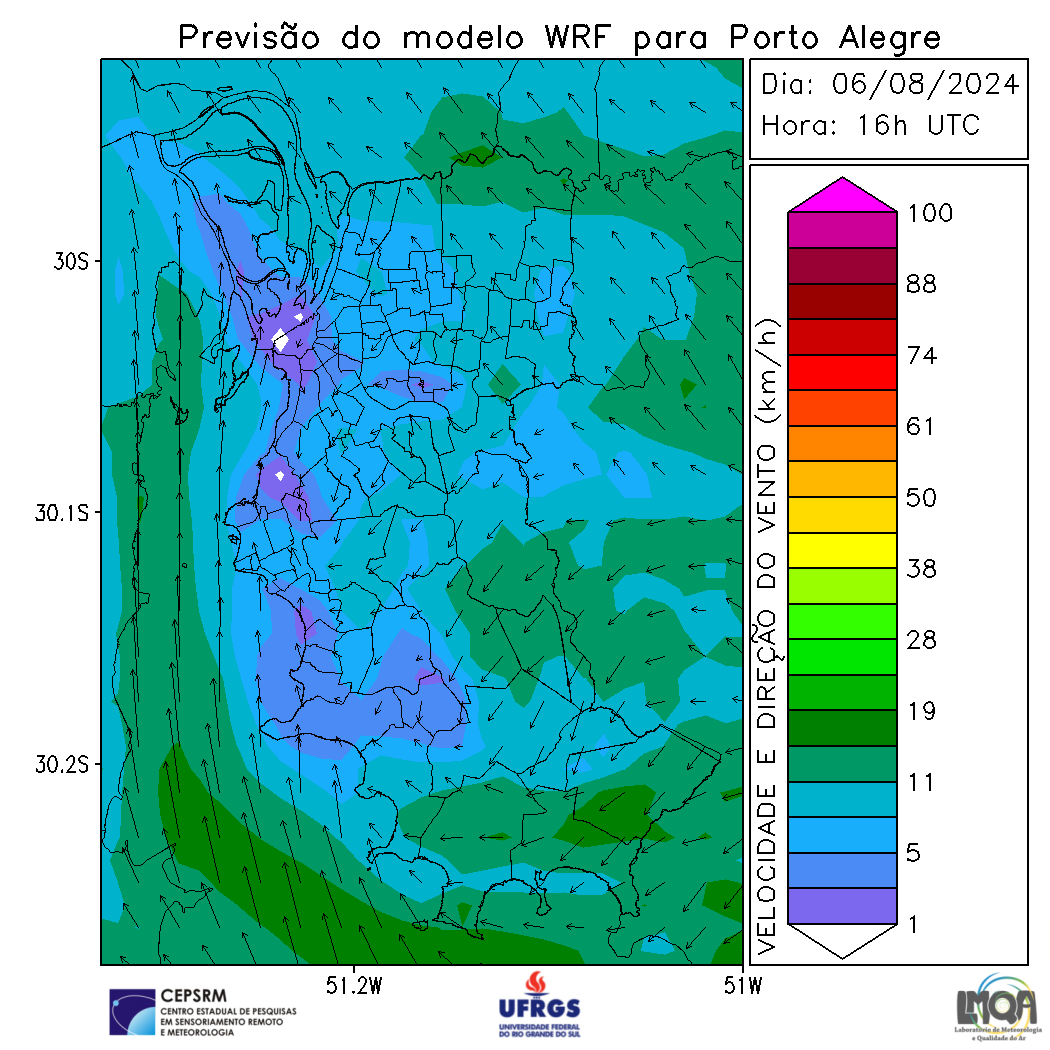 Previsão do modelo WRF para Porto Alegre
Dia: 06/08/2024
Hora: 16h UTC
30S
30.1S
30.2S
51.2W
51W
VELOCIDADE E DIREÇÃO DO VENTO (km/h)
100
88
74
61
50
38
28
19
11
5
1
CEPSRM
CENTRO ESTADUAL DE PESQUISAS
EM SENSORIAMENTO REMOTO
E METEOROLOGIA
UFRGS
UNIVERSIDADE FEDERAL
DO RIO GRANDE DO SUL
LMQA
Laboratório de Meteorologia
e Qualidade do Ar